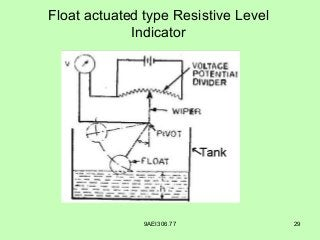 Float actuated type Resistive Level
Indicator
V
VOLTAGE
POTENTIAL
DIVIDER
WIPER
PIVOT
Tank
FLOAT
h
9AEI306.77
29